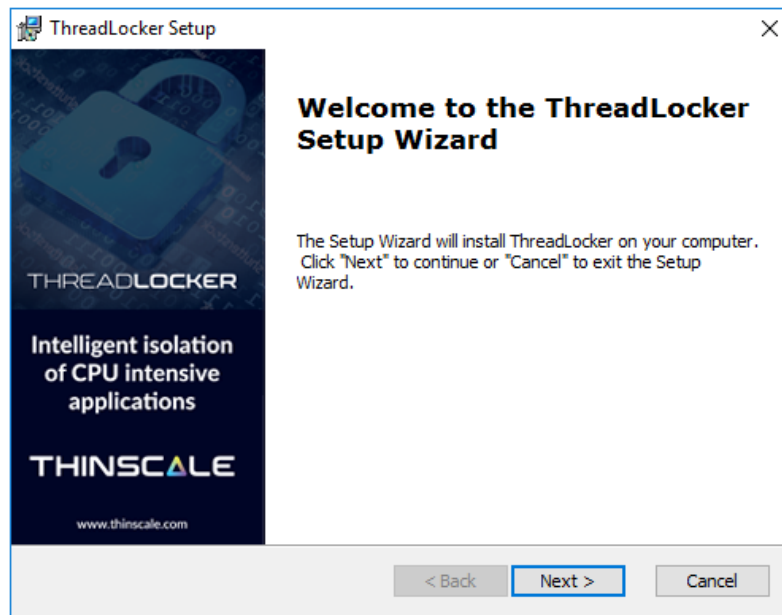 ThreadLocker Setup
Welcome to the ThreadLocker
Setup Wizard
The Setup Wizard will install ThreadLocker on your computer.
Click "Next" to continue or "Cancel" to exit the Setup
Wizard.
THREADLOCKER
Intelligent isolation
of CPU intensive
applications
THINSCALE
www.thinscale.com
< Back
Next >
Cancel